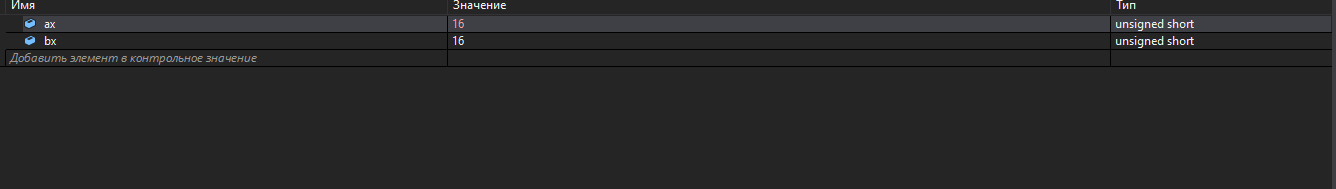 Имя Значение Тип
ax 16 unsigned short
bx 16 unsigned short
Добавить элемент в контрольное значение